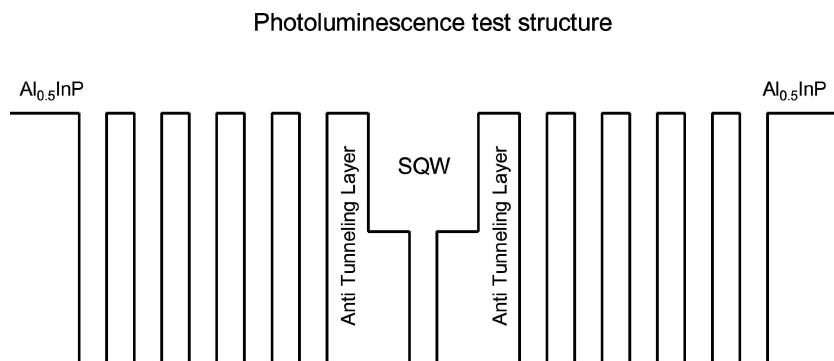 Photoluminescence test structure
Al0.5InP
Al0.5InP
SQW
Anti Tunneling Layer
Anti Tunneling Layer